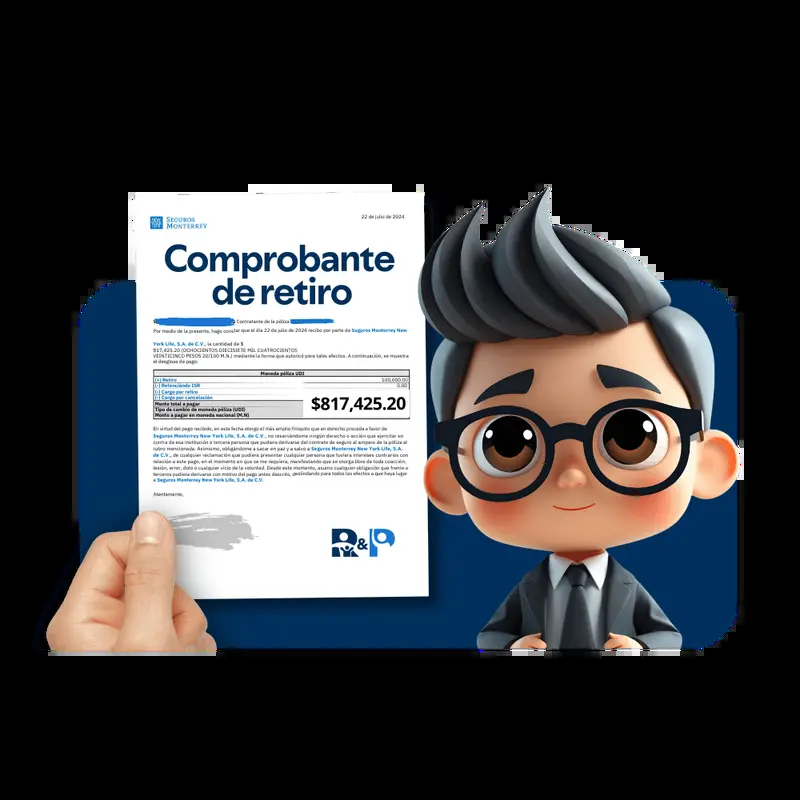 SEGUROS
MONTERREY
22 de julio de 2024
Comprobante
de retiro
Contratante de la póliza
Por medio de la presente, hago constar que el día 22 de julio de 2024 recibo por parte de Seguros Monterrey New
York Life, S.A. de C.V., la cantidad de $
817,425.20 (OCHOCIENTOS DIECISIETE MIL CUATROCIENTOS
VEINTICINCO PESOS 20/100 M.N.) mediante la forma que autoricé para tales efectos. A continuación, se muestra
el desglose de pago:
Moneda póliza UDI
(+) Retiro
(-) Retenciónde ISR 0.00
(-) Cargo por retiro
(-) Cargo por cancelación
Monto total a pagar
Tipo de cambio de moneda póliza (UDI)
Monto a pagar en moneda nacional (M.N)
$817,425.20
En virtud del pago recibido, en esta fecha otorgo el más amplio finiquito que en derecho proceda a favor de
Seguros Monterrey New York Life, S.A. de C.V., no reservándome ningún derecho o acción que ejercitar en
contra de esa institución o tercera persona que pudiera derivarse del contrato de seguro al amparo de la póliza al
rubro mencionada. Asimismo, obligándome a sacar en paz y a salvo a Seguros Monterrey New York Life, S.A.
de C.V., de cualquier reclamación que pudiera presentar cualquier persona que tuviera intereses contrarios con
relación a este pago, en el momento en que se me requiera, manifestando que se otorga libre de toda coacción,
lesión, error, dolo o cualquier vicio de la voluntad. Desde este momento, asumo cualquier obligación que frente a
terceros pudiera derivarse con motivo del pago antes descrito, deslindando para todos los efectos a que haya lugar
a Seguros Monterrey New York Life, S.A. de C.V.
Atentamente,
R&P